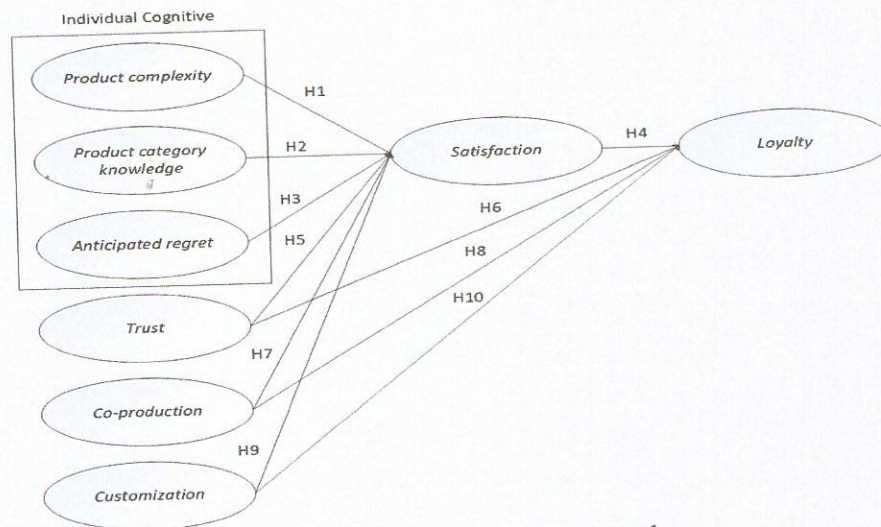 Individual Cognitive
Product complexity
H1
Product category
knowledge
H2
Anticipated regret
H3
Satisfaction
H4
Loyalty
H5
H6
Trust
H7
H8
Co-production
H9
H10
Customization